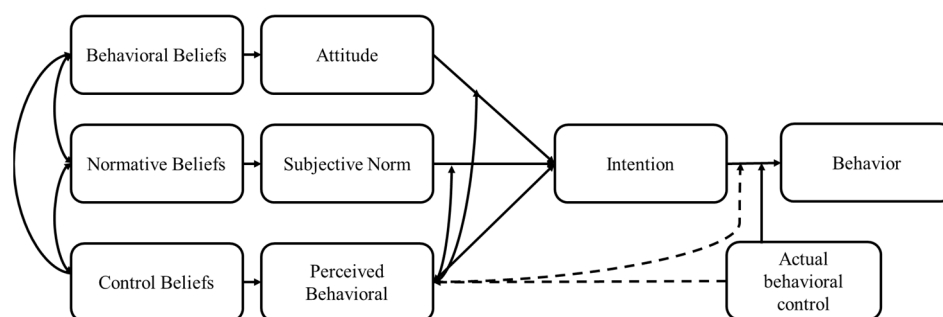 Behavioral Beliefs
Attitude
Normative Beliefs
Subjective Norm
Intention
Behavior
Control Beliefs
Perceived
Behavioral
Actual
behavioral
control